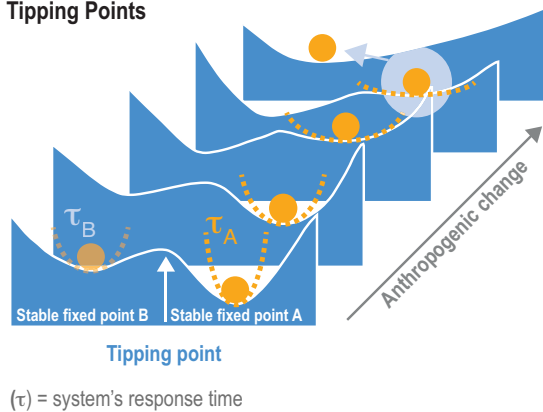 Tipping Points
τB
τA
Anthropogenic change
Stable fixed point B
Stable fixed point A
Tipping point
(τ) = system's response time